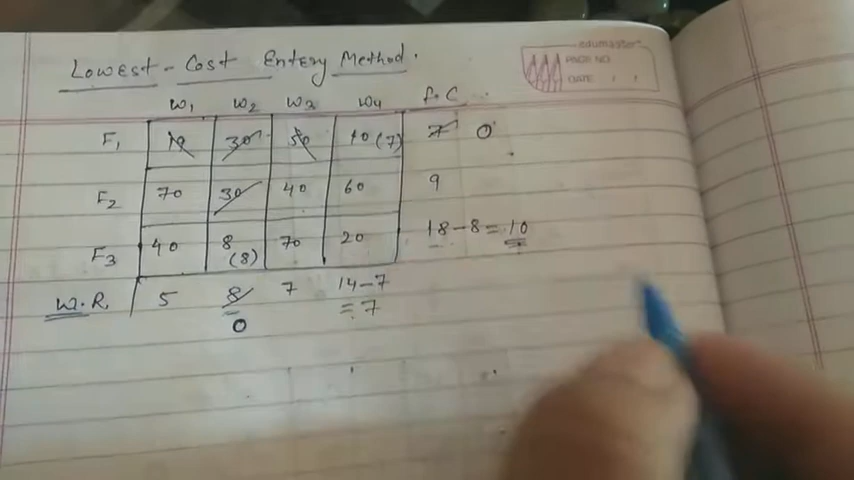 edumaster
PAGE NO.
DATE: / /
Lowest-Cost Entery Method.
W1 W2 W3 W4 F.C
F1 30 50 10(7) 7 0
F2 70 30 40 60 9
F3 40 8(8) 70 20 18-8=10
W.R. 5 8 7 14-7
0 =7